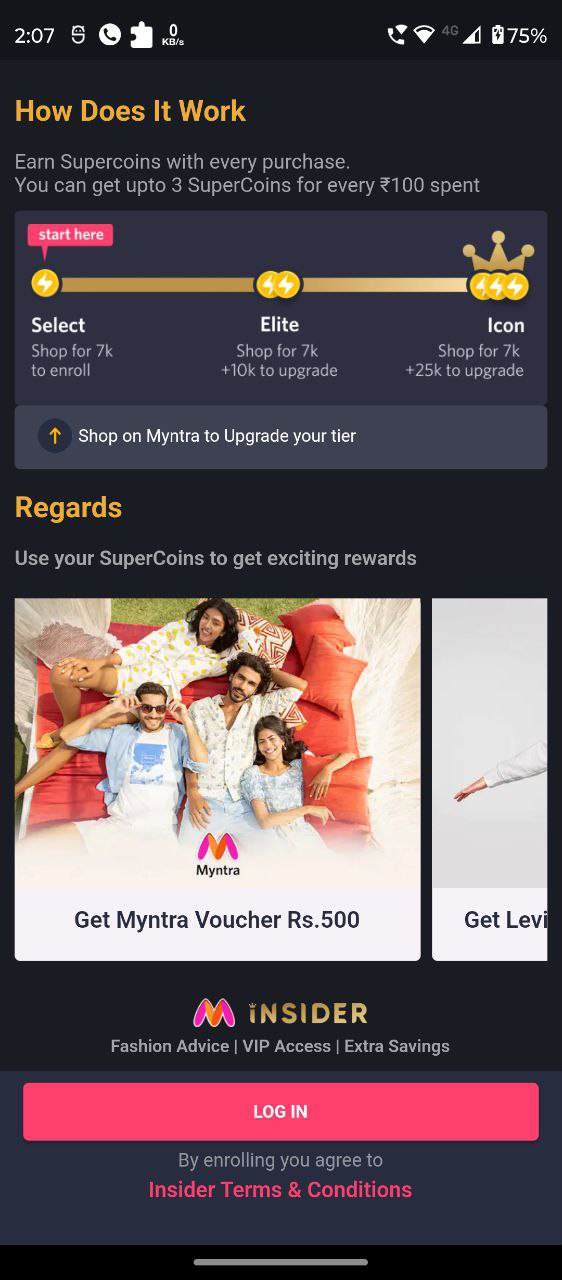 2:07 0 KB/s 4G 75%
How Does It Work
Earn Supercoins with every purchase.
You can get upto 3 SuperCoins for every ₹100 spent
start here
Select Elite Icon
Shop for 7k Shop for 7k Shop for 7k
to enroll +10k to upgrade +25k to upgrade
Shop on Myntra to Upgrade your tier
Regards
Use your SuperCoins to get exciting rewards
Myntra
Get Myntra Voucher Rs.500 Get Levi
INSIDER
Fashion Advice | VIP Access | Extra Savings
LOG IN
By enrolling you agree to
Insider Terms & Conditions